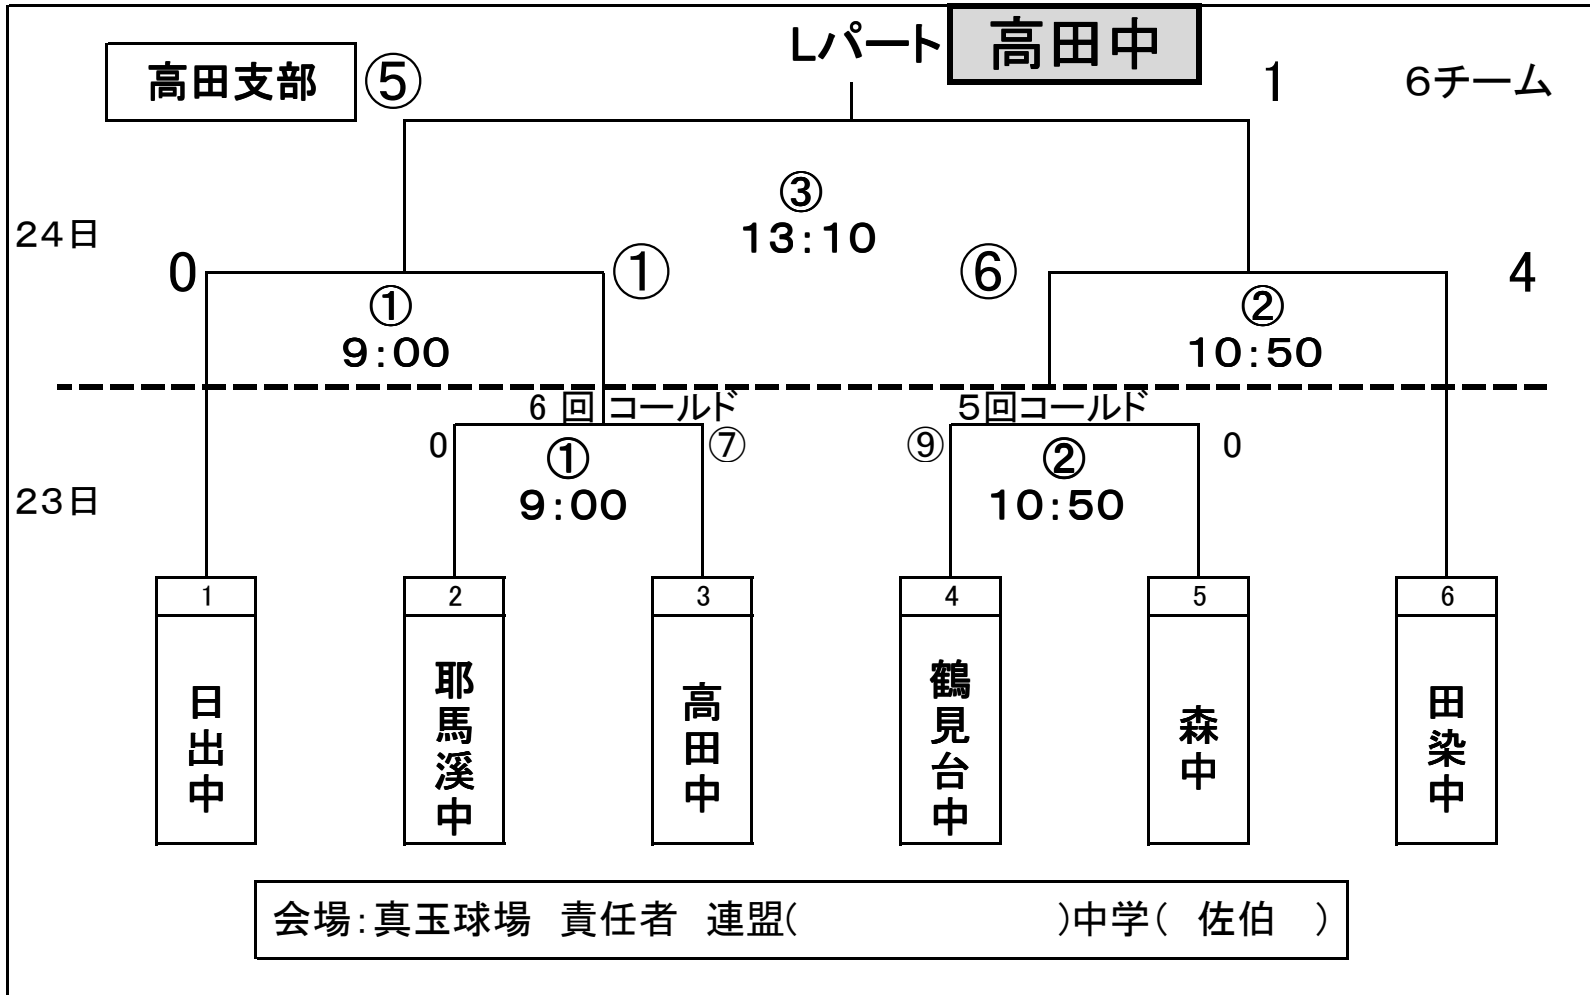 Lパート 高田中
高田支部 ⑤ 1 6チーム
③
13:10
24日
0 ① ⑥ 4
① ②
9:00 10:50
6 回 コールド 5回コールド
0 ⑦ ⑨ 0
① ②
9:00 10:50
23日
1 2 3 4 5 6
日出中
耶馬溪中
高田中
鶴見台中
森中
田染中
会場:真玉球場 責任者 連盟( )中学( 佐伯 )